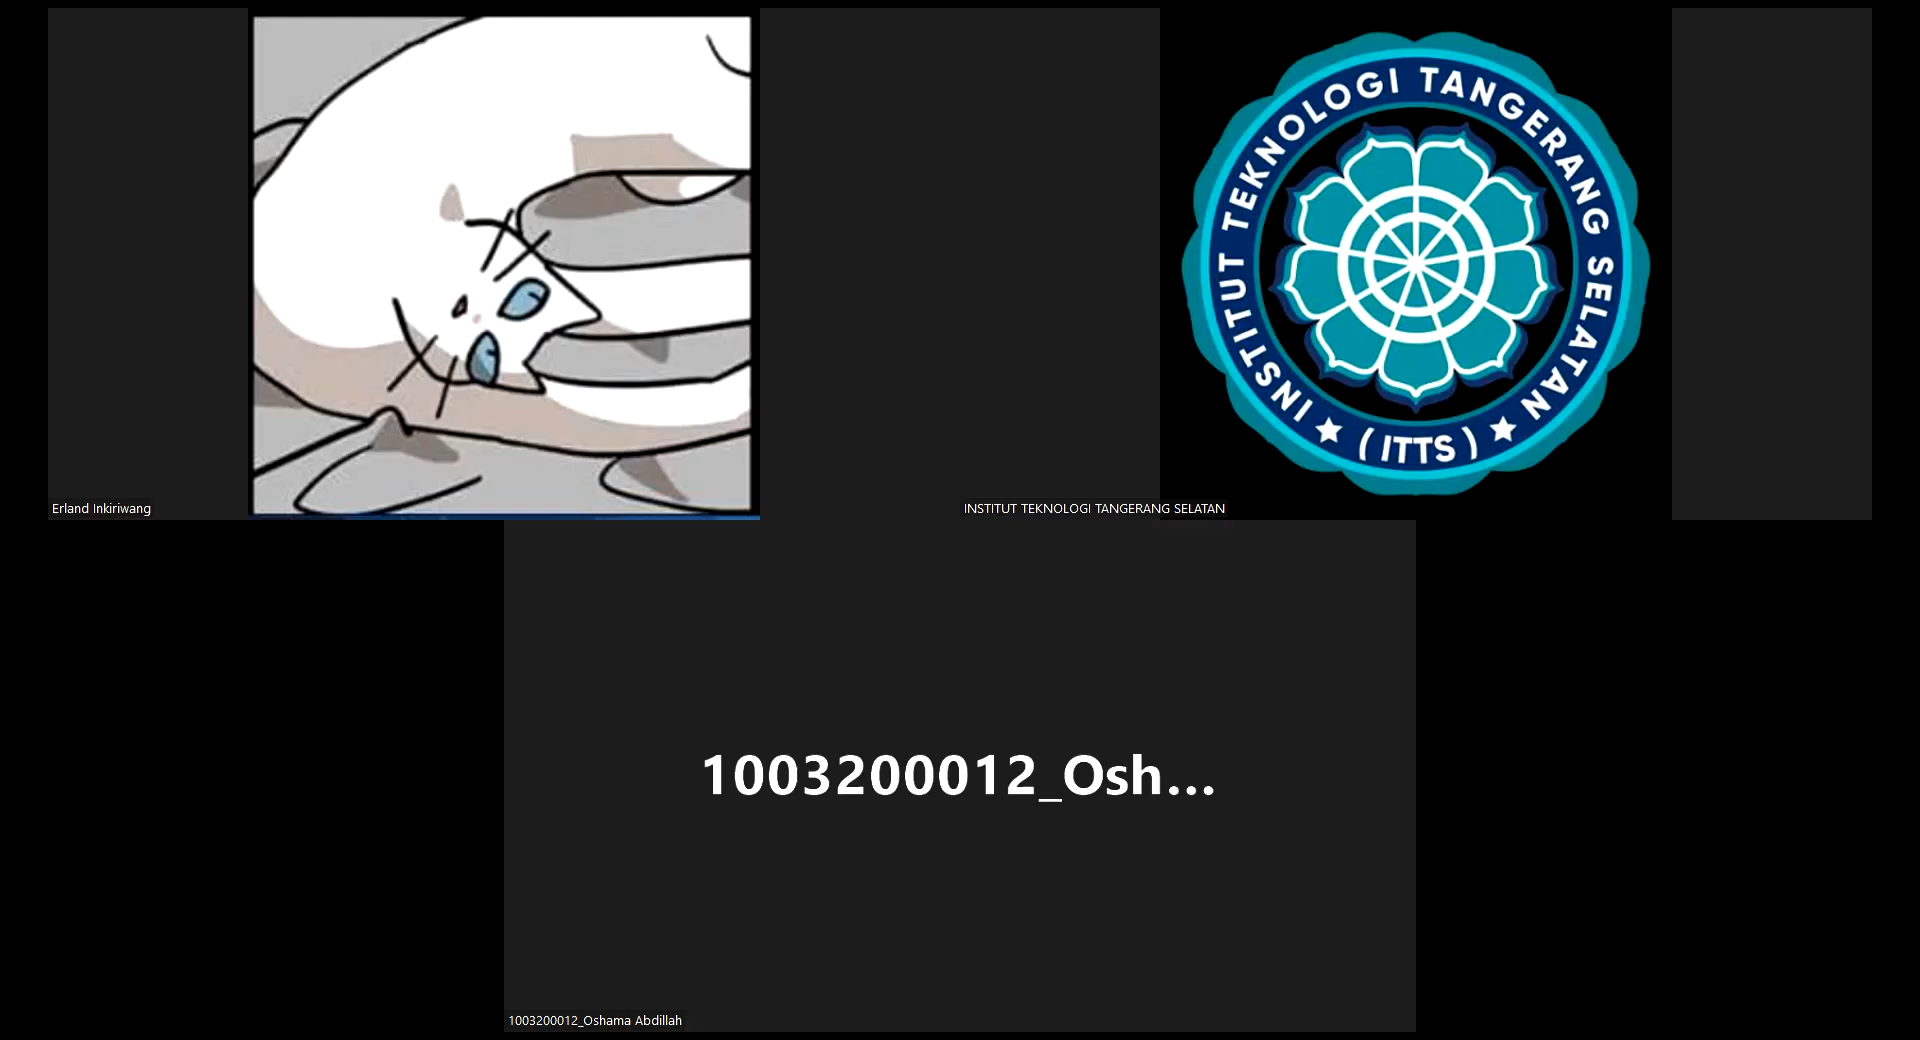 INSTITUT TEKNOLOGI TANGERANG SELATAN
( ITTS )
Erland Inkiriwang
INSTITUT TEKNOLOGI TANGERANG SELATAN
1003200012_Osh...
1003200012_Oshama Abdillah